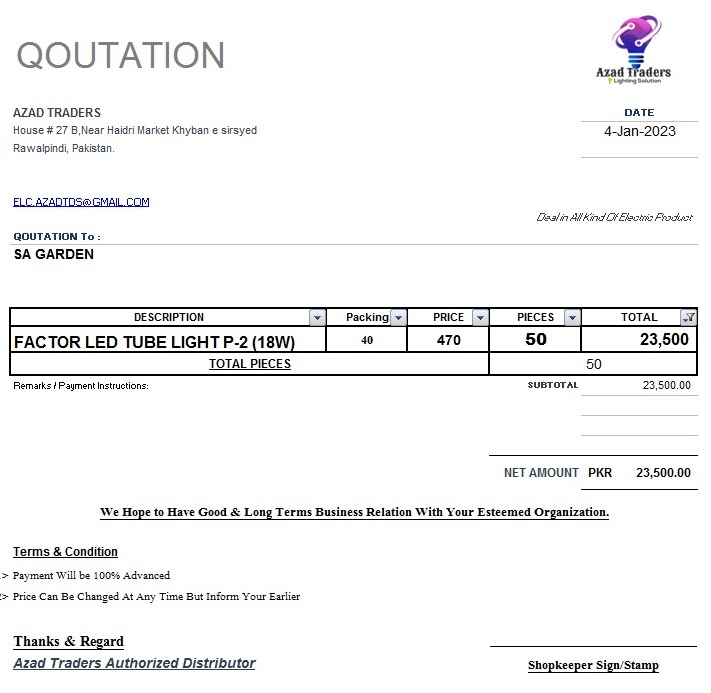 QOUTATION
Azad Traders
Lighting Solution
AZAD TRADERS
House # 27 B,Near Haidri Market Khyban e sirsyed
Rawalpindi, Pakistan.
DATE
4-Jan-2023
ELC.AZADTDS@GMAIL.COM
Deal in All Kind Of Electric Product
QOUTATION To :
SA GARDEN
DESCRIPTION Packing PRICE PIECES TOTAL
FACTOR LED TUBE LIGHT P-2 (18W) 40 470 50 23,500
TOTAL PIECES 50
Remarks / Payment Instructions: SUBTOTAL 23,500.00
NET AMOUNT PKR 23,500.00
We Hope to Have Good & Long Terms Business Relation With Your Esteemed Organization.
Terms & Condition
> Payment Will be 100% Advanced
> Price Can Be Changed At Any Time But Inform Your Earlier
Thanks & Regard
Azad Traders Authorized Distributor
Shopkeeper Sign/Stamp